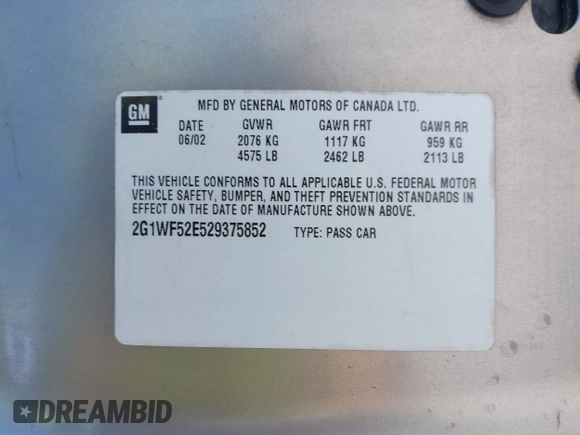 GM
MFD BY GENERAL MOTORS OF CANADA LTD.
DATE GVWR GAWR FRT GAWR RR
06/02 2076 KG 1117 KG 959 KG
4575 LB 2462 LB 2113 LB
THIS VEHICLE CONFORMS TO ALL APPLICABLE U.S. FEDERAL MOTOR
VEHICLE SAFETY, BUMPER, AND THEFT PREVENTION STANDARDS IN
EFFECT ON THE DATE OF MANUFACTURE SHOWN ABOVE.
2G1WF52E529375852 TYPE: PASS CAR
DREAMBID